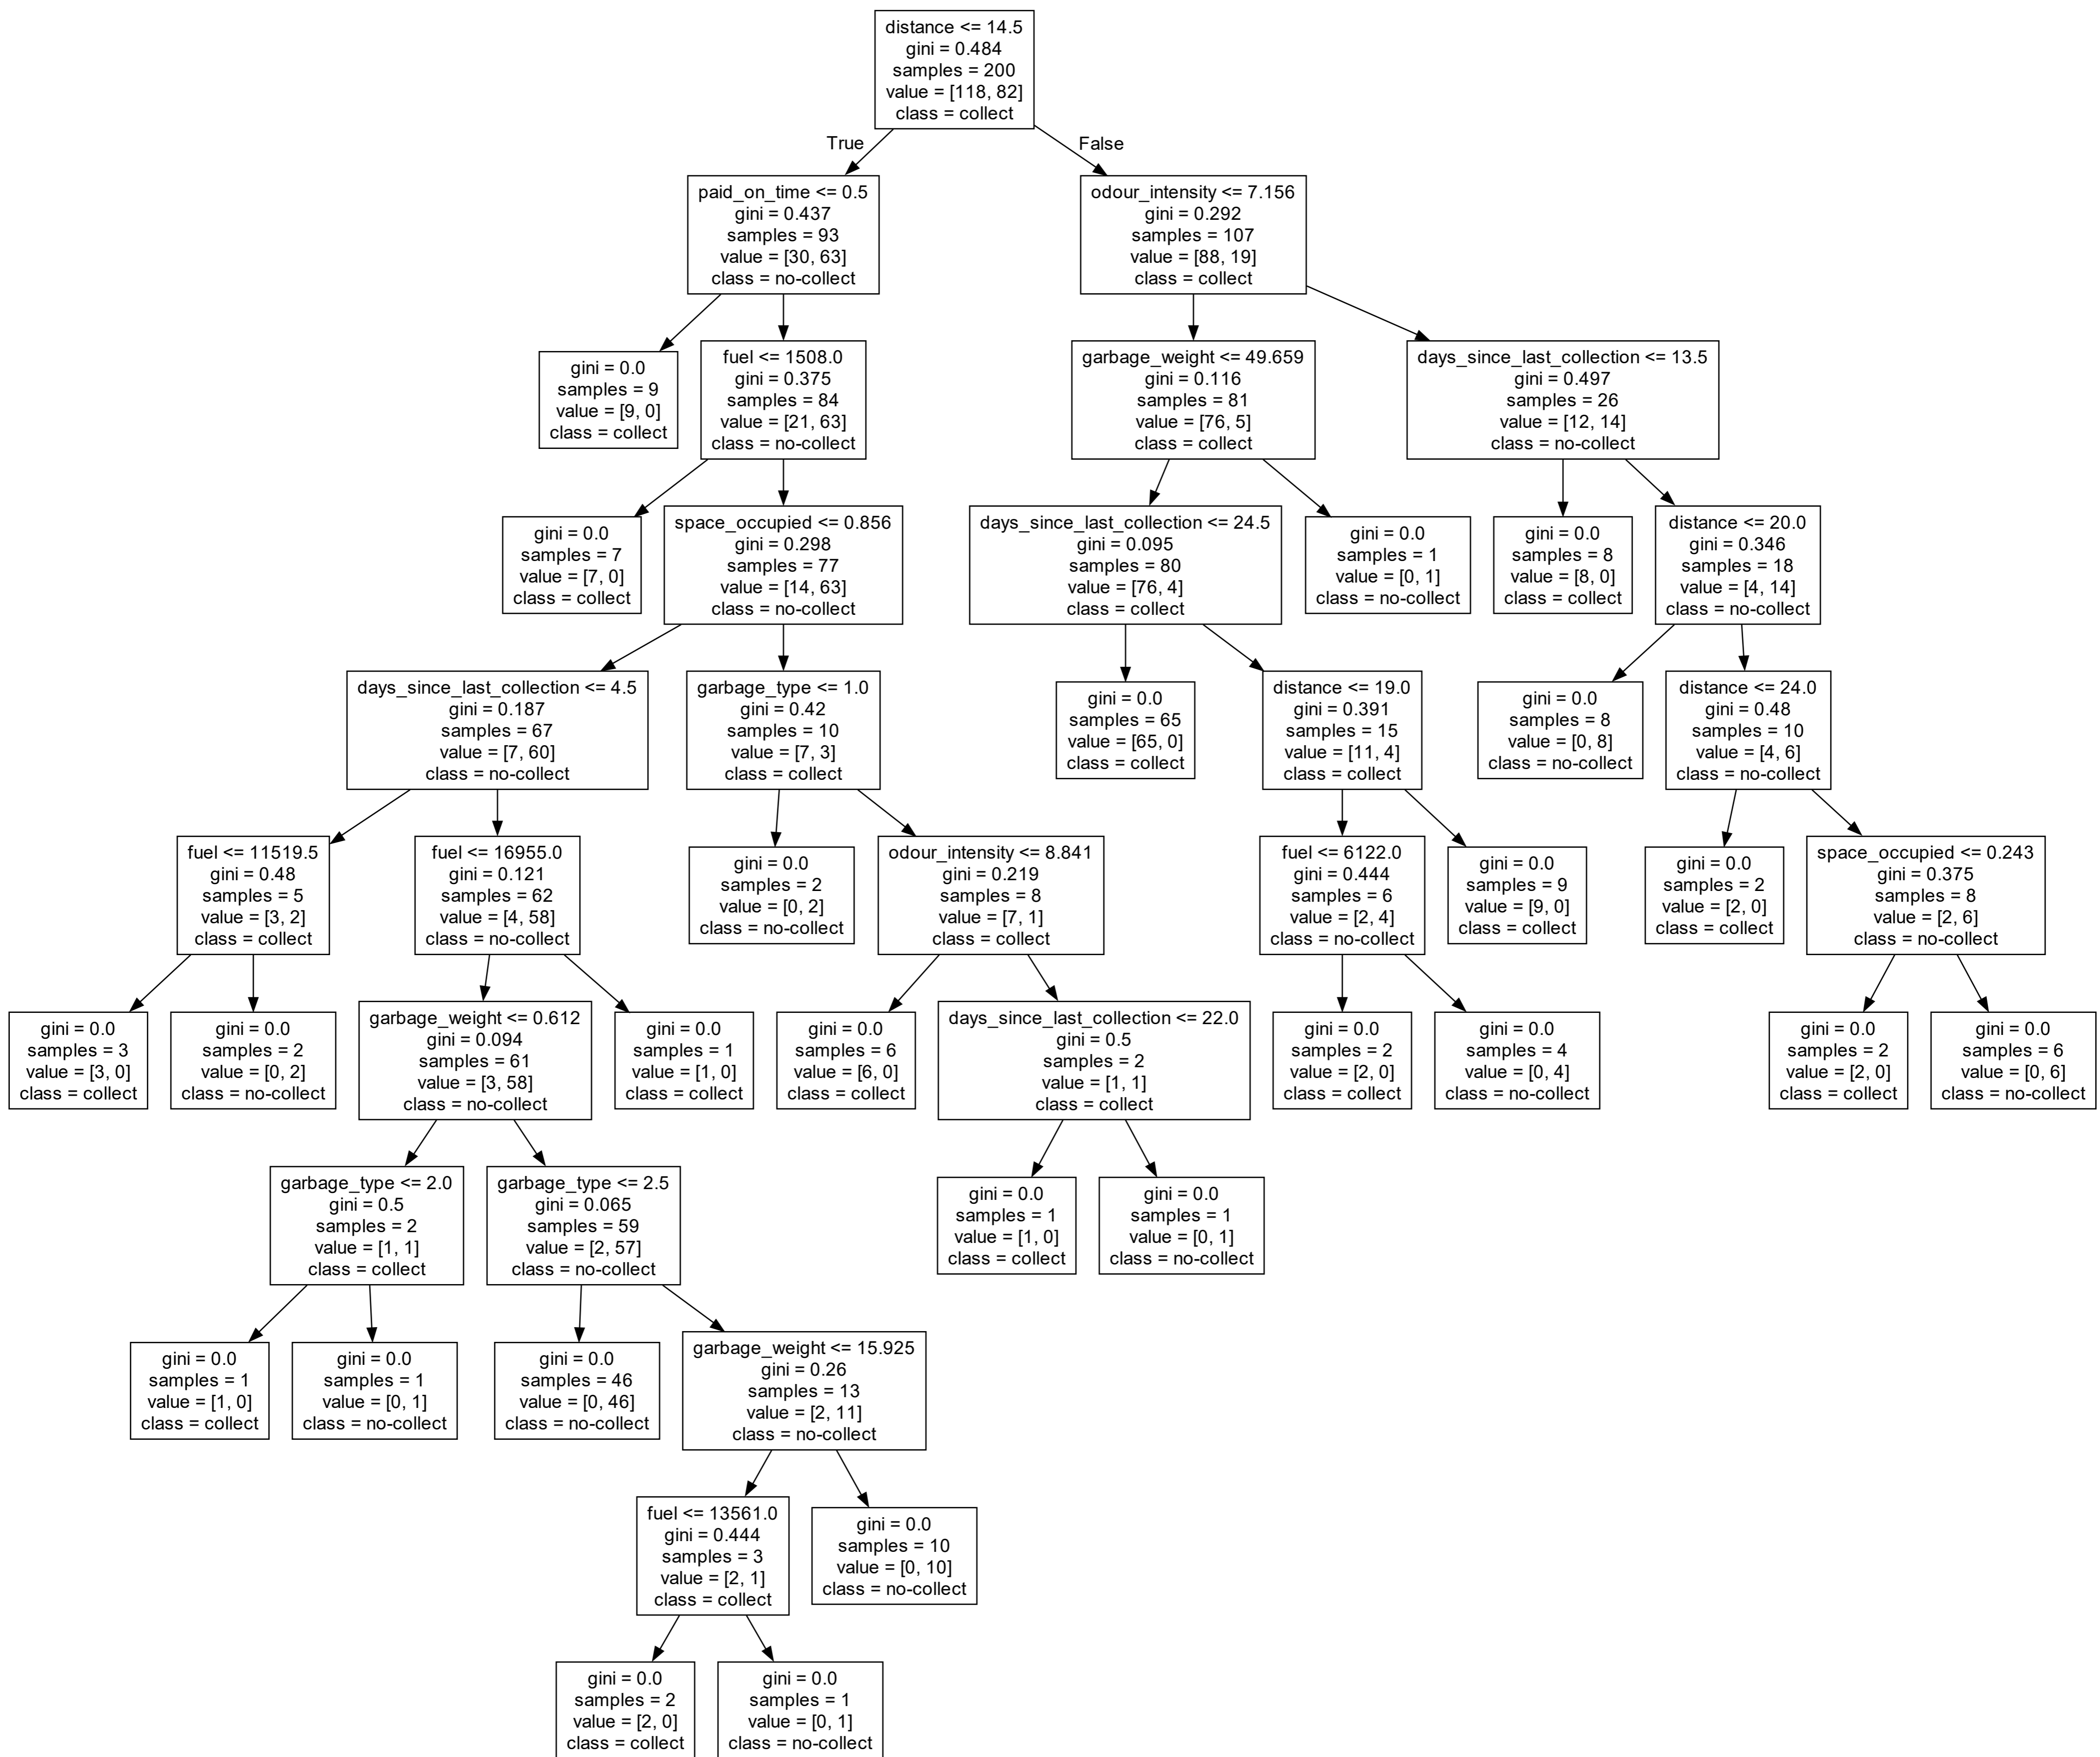 distance <= 14.5
gini = 0.484
samples = 200
value = [118, 82]
class = collect
True
False
paid_on_time <= 0.5
gini = 0.437
samples = 93
value = [30, 63]
class = no-collect
odour_intensity <= 7.156
gini = 0.292
samples = 107
value = [88, 19]
class = collect
gini = 0.0
samples = 9
value = [9, 0]
class = collect
fuel <= 1508.0
gini = 0.375
samples = 84
value = [21, 63]
class = no-collect
garbage_weight <= 49.659
gini = 0.116
samples = 81
value = [76, 5]
class = collect
days_since_last_collection <= 13.5
gini = 0.497
samples = 26
value = [12, 14]
class = no-collect
gini = 0.0
samples = 7
value = [7, 0]
class = collect
space_occupied <= 0.856
gini = 0.298
samples = 77
value = [14, 63]
class = no-collect
days_since_last_collection <= 24.5
gini = 0.095
samples = 80
value = [76, 4]
class = collect
gini = 0.0
samples = 1
value = [0, 1]
class = no-collect
gini = 0.0
samples = 8
value = [8, 0]
class = collect
distance <= 20.0
gini = 0.346
samples = 18
value = [4, 14]
class = no-collect
days_since_last_collection <= 4.5
gini = 0.187
samples = 67
value = [7, 60]
class = no-collect
garbage_type <= 1.0
gini = 0.42
samples = 10
value = [7, 3]
class = collect
gini = 0.0
samples = 65
value = [65, 0]
class = collect
distance <= 19.0
gini = 0.391
samples = 15
value = [11, 4]
class = collect
gini = 0.0
samples = 8
value = [0, 8]
class = no-collect
distance <= 24.0
gini = 0.48
samples = 10
value = [4, 6]
class = no-collect
fuel <= 11519.5
gini = 0.48
samples = 5
value = [3, 2]
class = collect
fuel <= 16955.0
gini = 0.121
samples = 62
value = [4, 58]
class = no-collect
gini = 0.0
samples = 2
value = [0, 2]
class = no-collect
odour_intensity <= 8.841
gini = 0.219
samples = 8
value = [7, 1]
class = collect
fuel <= 6122.0
gini = 0.444
samples = 6
value = [2, 4]
class = no-collect
gini = 0.0
samples = 9
value = [9, 0]
class = collect
gini = 0.0
samples = 2
value = [2, 0]
class = collect
space_occupied <= 0.243
gini = 0.375
samples = 8
value = [2, 6]
class = no-collect
gini = 0.0
samples = 3
value = [3, 0]
class = collect
gini = 0.0
samples = 2
value = [0, 2]
class = no-collect
garbage_weight <= 0.612
gini = 0.094
samples = 61
value = [3, 58]
class = no-collect
gini = 0.0
samples = 1
value = [1, 0]
class = collect
gini = 0.0
samples = 6
value = [6, 0]
class = collect
days_since_last_collection <= 22.0
gini = 0.5
samples = 2
value = [1, 1]
class = collect
gini = 0.0
samples = 2
value = [2, 0]
class = collect
gini = 0.0
samples = 4
value = [0, 4]
class = no-collect
gini = 0.0
samples = 2
value = [2, 0]
class = collect
gini = 0.0
samples = 6
value = [0, 6]
class = no-collect
garbage_type <= 2.0
gini = 0.5
samples = 2
value = [1, 1]
class = collect
garbage_type <= 2.5
gini = 0.065
samples = 59
value = [2, 57]
class = no-collect
gini = 0.0
samples = 1
value = [1, 0]
class = collect
gini = 0.0
samples = 1
value = [0, 1]
class = no-collect
gini = 0.0
samples = 1
value = [1, 0]
class = collect
gini = 0.0
samples = 1
value = [0, 1]
class = no-collect
gini = 0.0
samples = 46
value = [0, 46]
class = no-collect
garbage_weight <= 15.925
gini = 0.26
samples = 13
value = [2, 11]
class = no-collect
fuel <= 13561.0
gini = 0.444
samples = 3
value = [2, 1]
class = collect
gini = 0.0
samples = 10
value = [0, 10]
class = no-collect
gini = 0.0
samples = 2
value = [2, 0]
class = collect
gini = 0.0
samples = 1
value = [0, 1]
class = no-collect